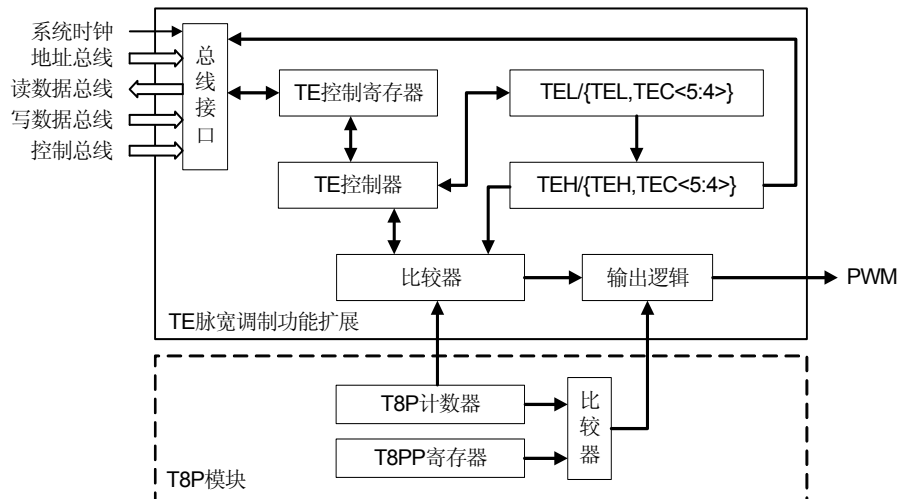 系统时钟
地址总线
读数据总线
写数据总线
控制总线
总
线
接
口
TE控制寄存器
TEL/{TEL,TEC<5:4>}
TE控制器
TEH/{TEH,TEC<5:4>}
比较器
输出逻辑
PWM
TE脉宽调制功能扩展
T8P计数器
T8PP寄存器
比
较
器
T8P模块